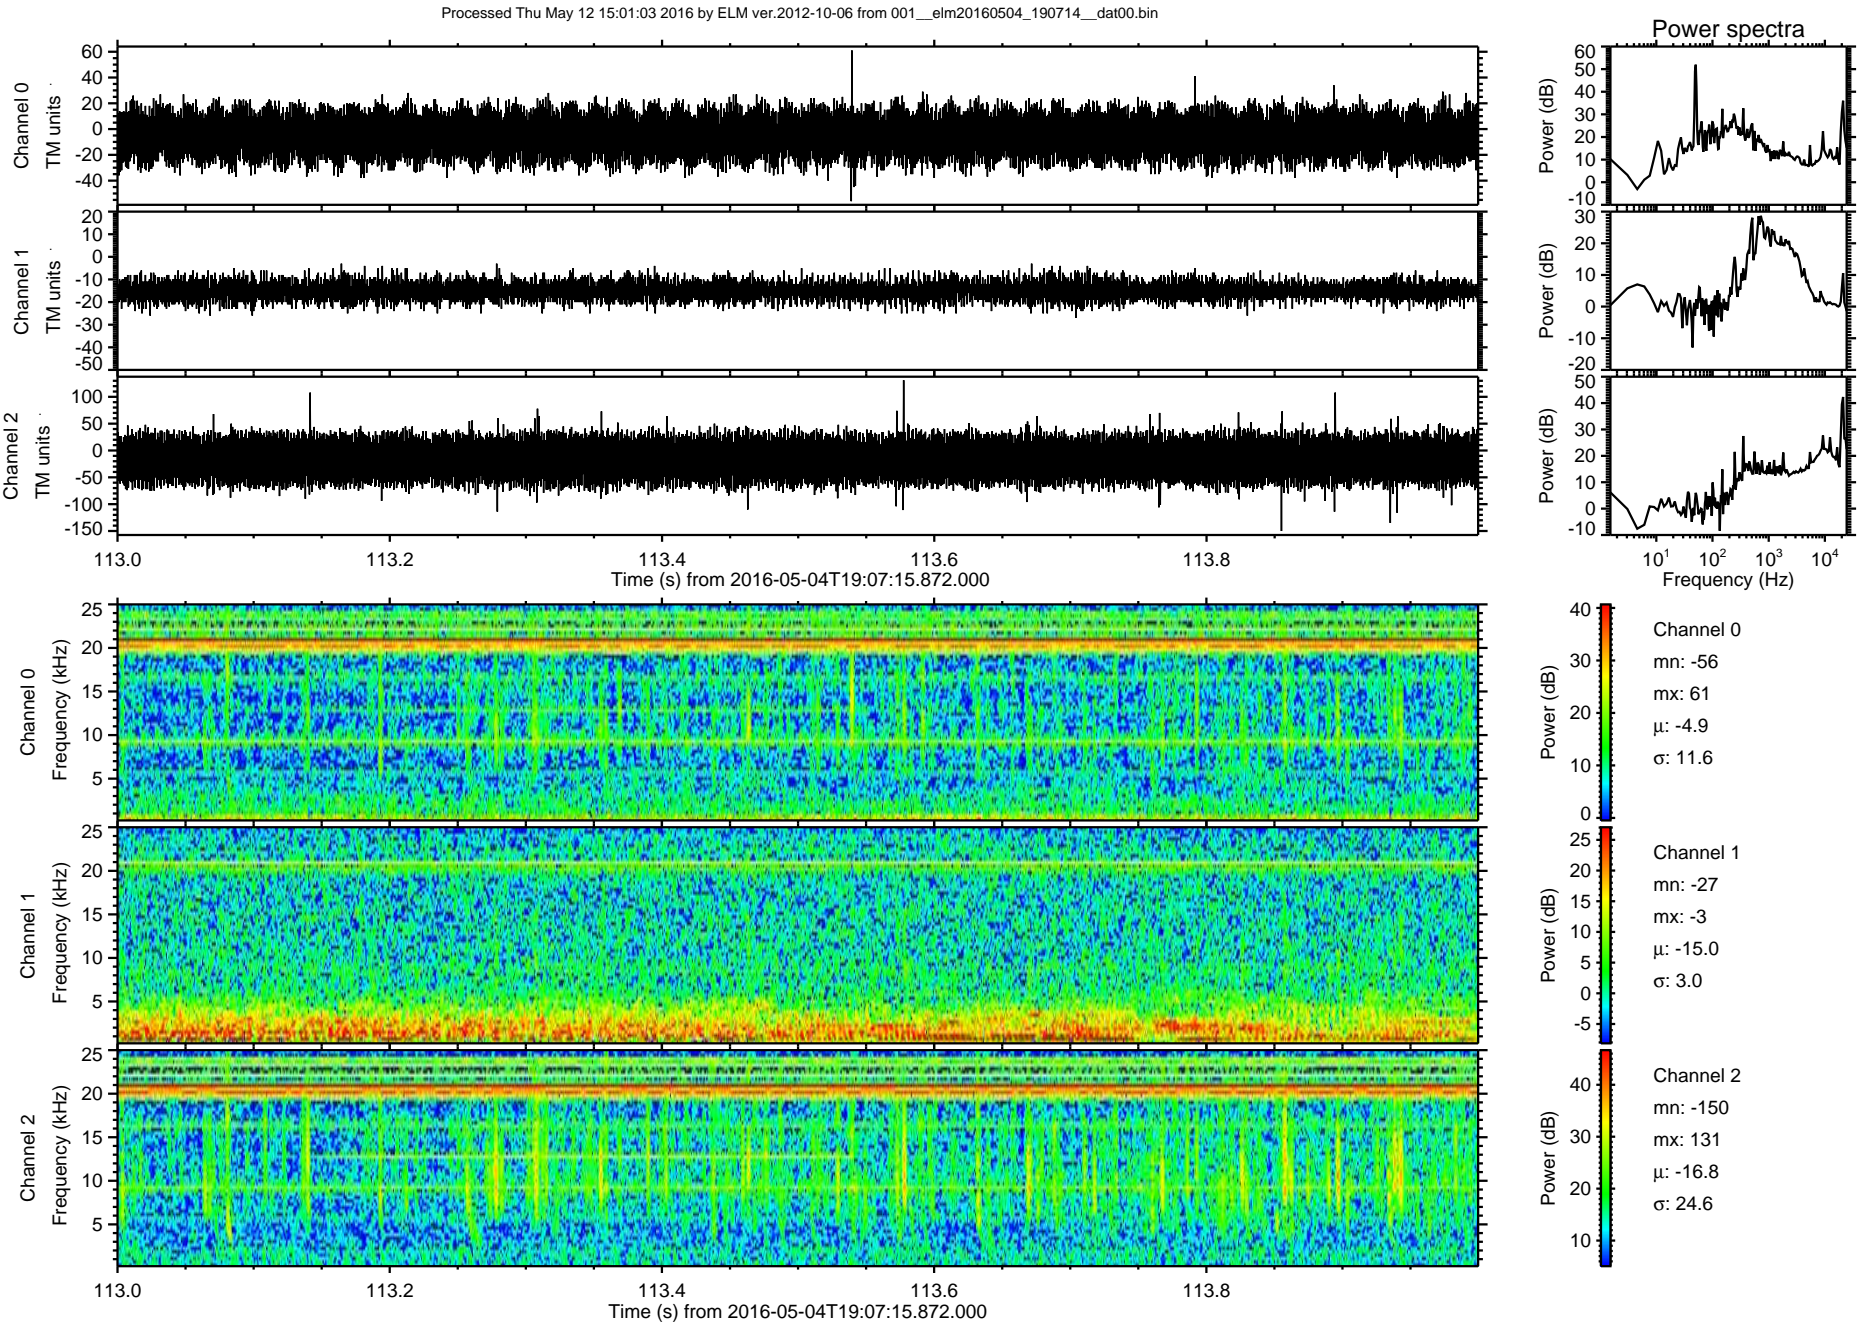 Processed Thu May 12 15:01:03 2016 by ELM ver.2012-10-06 from 001__elm20160504_190714__dat00.bin
Power spectra
Channel 0
TM units
60
40
20
0
-20
-40
Power (dB)
60
50
40
30
20
10
0
-10
Channel 1
TM units
20
10
0
-10
-20
-30
-40
-50
Power (dB)
30
20
10
0
-10
-20
Channel 2
TM units
100
50
0
-50
-100
-150
Power (dB)
50
40
30
20
10
0
-10
113.0 113.2 113.4 113.6 113.8
Time (s) from 2016-05-04T19:07:15.872.000
10¹ 10² 10³ 10⁴
Frequency (Hz)
Channel 0
Frequency (kHz)
25
20
15
10
5
Power (dB)
40
30
20
10
0
Channel 0
mn: -56
mx: 61
μ: -4.9
σ: 11.6
Channel 1
Frequency (kHz)
25
20
15
10
5
Power (dB)
25
20
15
10
5
0
-5
Channel 1
mn: -27
mx: -3
μ: -15.0
σ: 3.0
Channel 2
Frequency (kHz)
25
20
15
10
5
Power (dB)
40
30
20
10
Channel 2
mn: -150
mx: 131
μ: -16.8
σ: 24.6
113.0 113.2 113.4 113.6 113.8
Time (s) from 2016-05-04T19:07:15.872.000